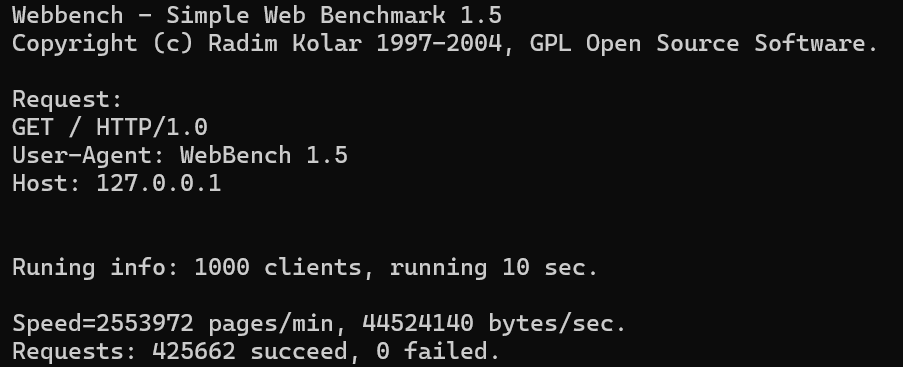 Webbench - Simple Web Benchmark 1.5
Copyright (c) Radim Kolar 1997-2004, GPL Open Source Software.
Request:
GET / HTTP/1.0
User-Agent: WebBench 1.5
Host: 127.0.0.1
Runing info: 1000 clients, running 10 sec.
Speed=2553972 pages/min, 44524140 bytes/sec.
Requests: 425662 succeed, 0 failed.